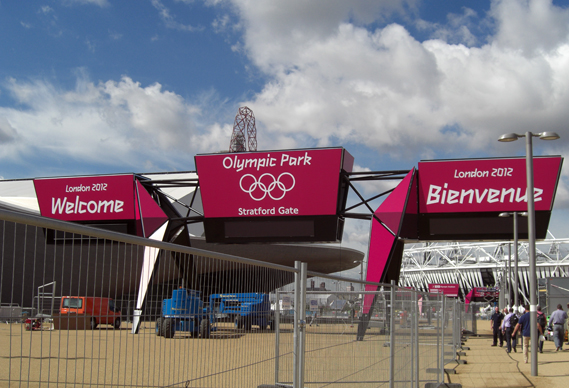 London 2012
Welcome
Olympic Park
Stratford Gate
London 2012
Bienvenue